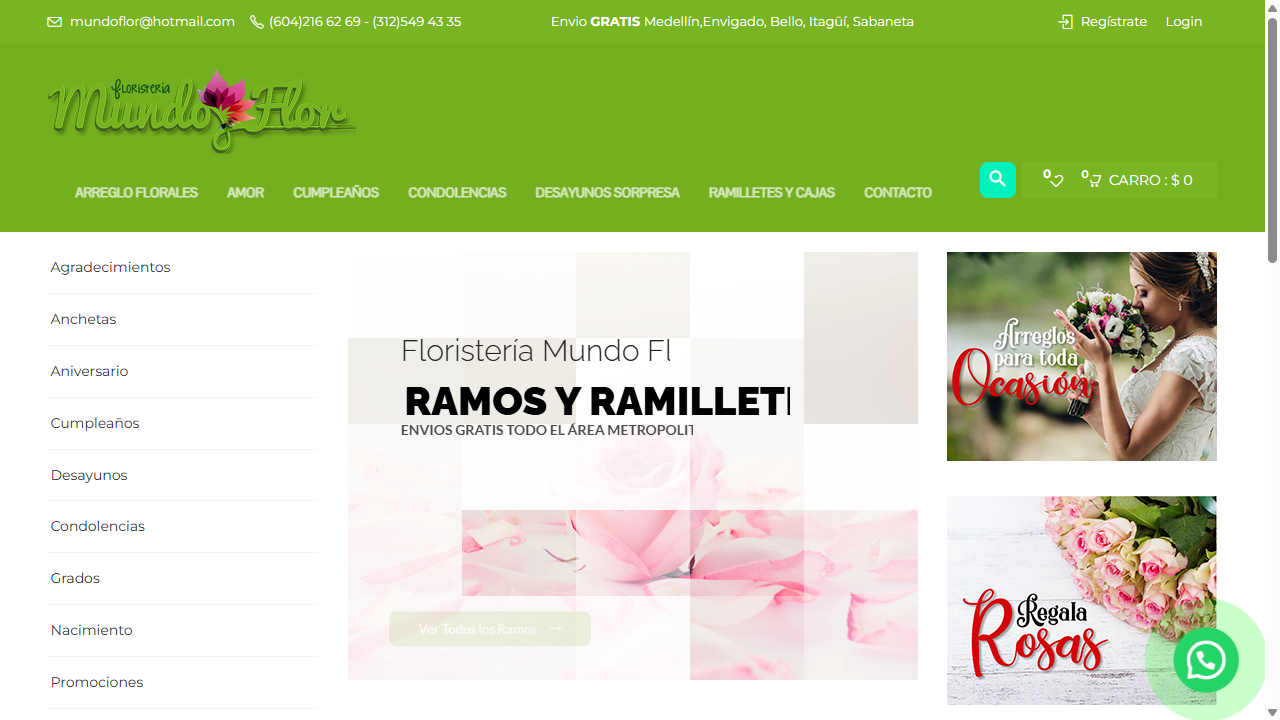 mundoflor@hotmail.com (604)216 62 69 - (312)549 43 35 Envio GRATIS Medellín,Envigado, Bello, Itagüí, Sabaneta Regístrate Login
floristería
Mundo Flor
ARREGLO FLORALES AMOR CUMPLEAÑOS CONDOLENCIAS DESAYUNOS SORPRESA RAMILLETES Y CAJAS CONTACTO 0 0 CARRO : $ 0
Agradecimientos
Anchetas
Aniversario
Cumpleaños
Desayunos
Condolencias
Grados
Nacimiento
Promociones
Floristería Mundo Fl
RAMOS Y RAMILLET
ENVIOS GRATIS TODO EL ÁREA METROPOLIT
Ver Todos los Ramos
Arreglos
para toda
Ocasión
Regala
Rosas